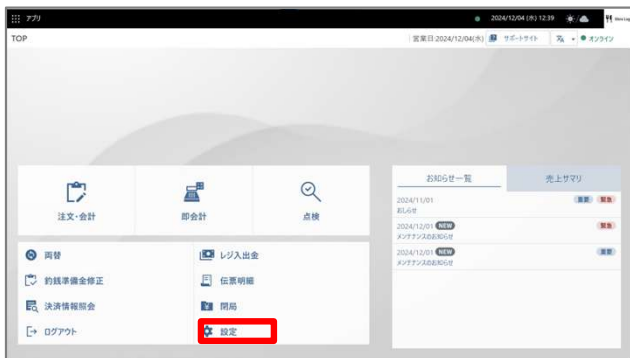 アプリ
2024/12/04 (水) 12:39
TOP
営業日:2024/12/04(水)
サポートサイト
オンライン
注文・会計
即会計
点検
両替
レジ入出金
釣銭準備金修正
伝票明細
決済情報照会
閉局
ログアウト
設定
お知らせ一覧
売上サマリ
2024/11/01
重要
緊急
おしらせ
2024/12/01 NEW
緊急
メンテナンスのお知らせ
2024/12/01 NEW
重要
メンテナンスのお知らせ